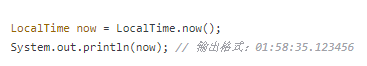 LocalTime now = LocalTime.now();
System.out.println(now); // 输出格式：01:58:35.123456